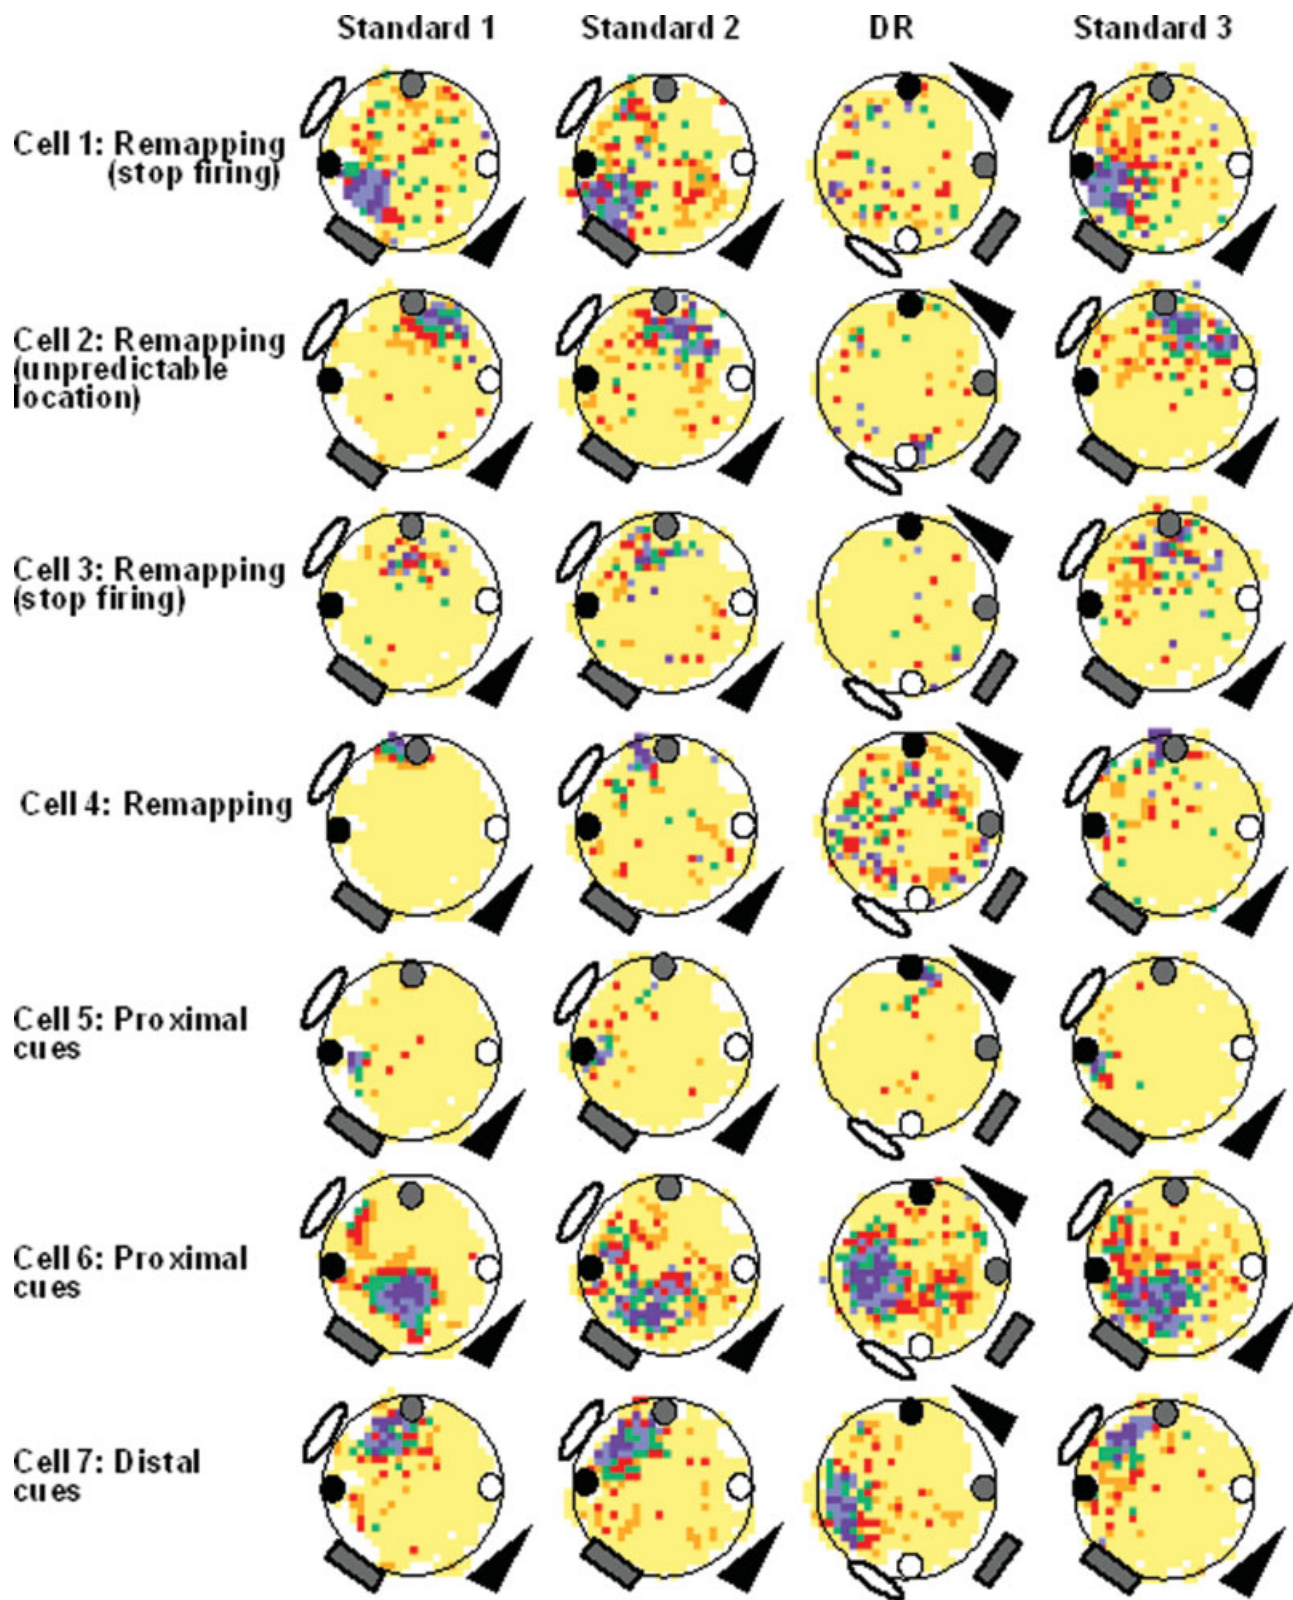 Standard 1 Standard 2 DR Standard 3
Cell 1: Remapping
(stop firing)
Cell 2: Remapping
(unpredictable
location)
Cell 3: Remapping
(stop firing)
Cell 4: Remapping
Cell 5: Proximal
cues
Cell 6: Proximal
cues
Cell 7: Distal
cues